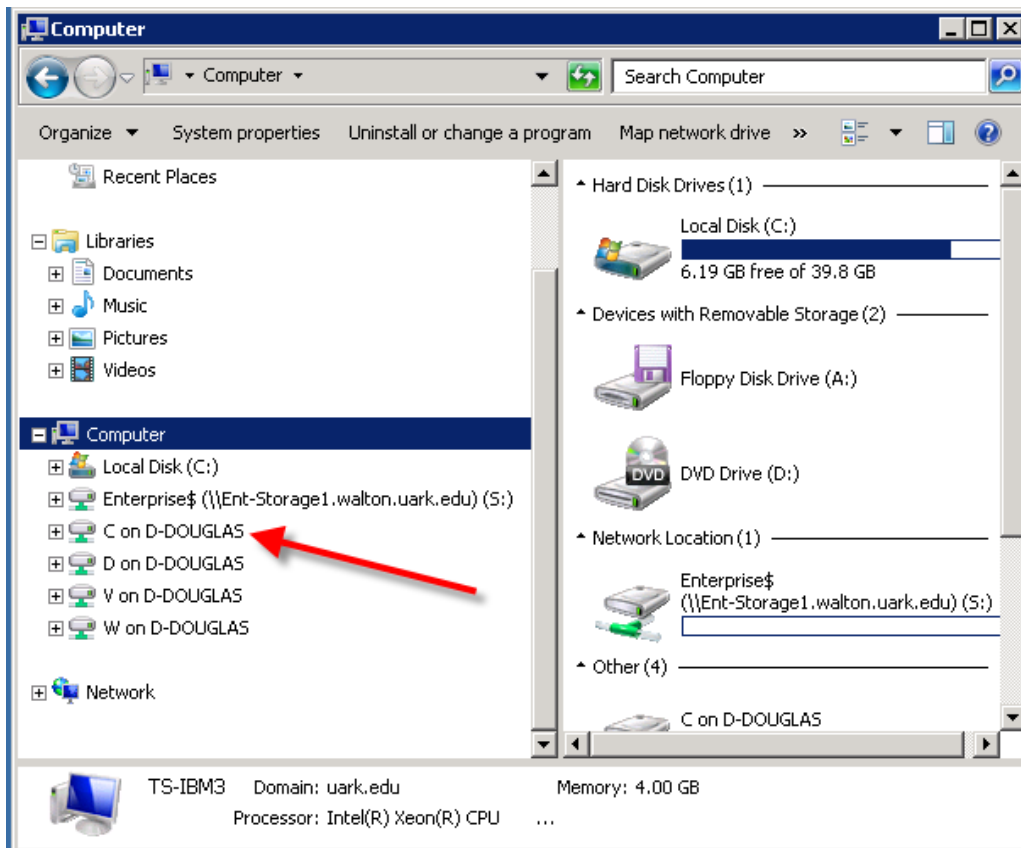 Computer
Computer
Search Computer
Organize System properties Uninstall or change a program Map network drive »
Recent Places
Libraries
Documents
Music
Pictures
Videos
Computer
Local Disk (C:)
Enterprise$ (\\Ent-Storage1.walton.uark.edu) (S:)
C on D-DOUGLAS
D on D-DOUGLAS
V on D-DOUGLAS
W on D-DOUGLAS
Network
Hard Disk Drives (1)
Local Disk (C:)
6.19 GB free of 39.8 GB
Devices with Removable Storage (2)
Floppy Disk Drive (A:)
DVD
DVD Drive (D:)
Network Location (1)
Enterprise$
(\\Ent-Storage1.walton.uark.edu) (S:)
Other (4)
C on D-DOUGLAS
TS-IBM3 Domain: uark.edu Memory: 4.00 GB
Processor: Intel(R) Xeon(R) CPU ...